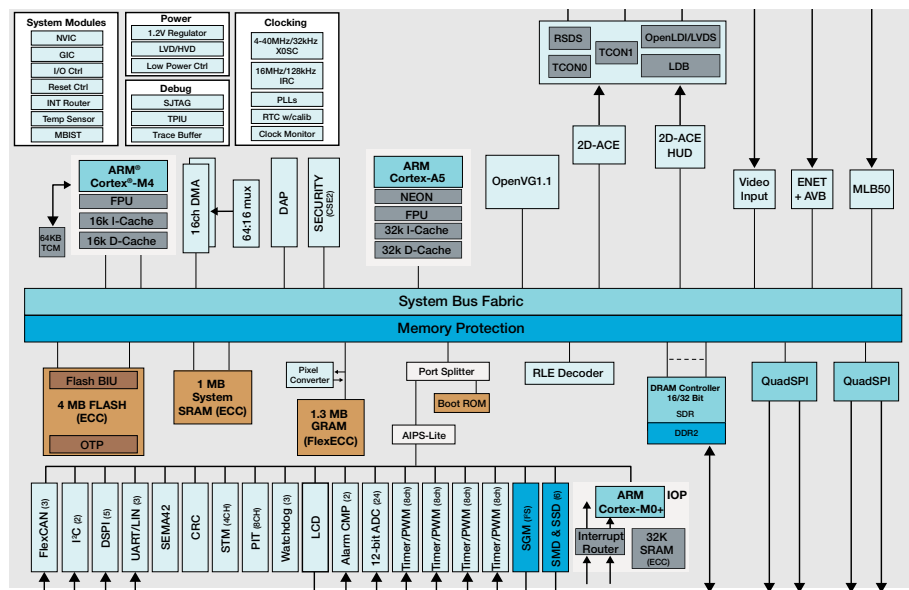 System Modules
NVIC
GIC
I/O Ctrl
Reset Ctrl
INT Router
Temp Sensor
MBIST
Power
1.2V Regulator
LVD/HVD
Low Power Ctrl
Debug
SJTAG
TPIU
Trace Buffer
Clocking
4-40MHz/32kHz
X0SC
16MHz/128kHz
IRC
PLLs
RTC w/calib
Clock Monitor
RSDS
TCON0
TCON1
OpenLDI/LVDS
LDB
2D-ACE
2D-ACE
HUD
ARM®
Cortex®-M4
FPU
16k I-Cache
16k D-Cache
64KB
TCM
16ch DMA
64:16 mux
DAP
SECURITY
(CSE2)
ARM
Cortex-A5
NEON
FPU
32k I-Cache
32k D-Cache
OpenVG1.1
Video
Input
ENET
+ AVB
MLB50
System Bus Fabric
Memory Protection
Flash BIU
4 MB FLASH
(ECC)
OTP
1 MB
System
SRAM (ECC)
Pixel
Converter
1.3 MB
GRAM
(FlexECC)
Port Splitter
Boot ROM
AIPS-Lite
RLE Decoder
DRAM Controller
16/32 Bit
SDR
DDR2
QuadSPI
QuadSPI
FlexCAN (3)
I²C (2)
DSPI (5)
UART/LIN (3)
SEMA42
CRC
STM (4CH)
PIT (8CH)
Watchdog (3)
LCD
Alarm CMP (2)
12-bit ADC (24)
Timer/PWM (8ch)
Timer/PWM (8ch)
Timer/PWM (8ch)
Timer/PWM (8ch)
SGM (I²S)
SMD & SSD (6)
ARM
Cortex-M0+
IOP
Interrupt
Router
32K
SRAM
(ECC)